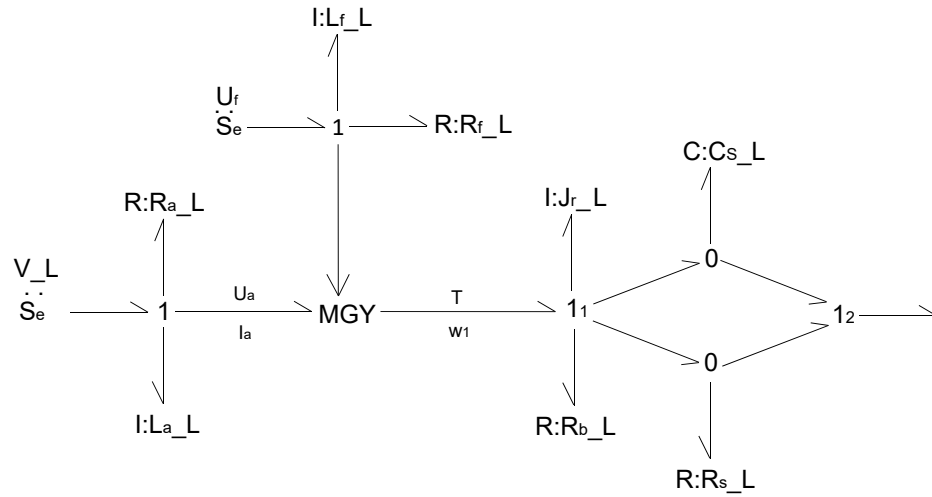 I:Lf_L
Uf
Se
1
R:Rf_L
C:CS_L
R:Ra_L
I:Jr_L
V_L
0
Se
1
Ua
Ia
MGY
T
w1
11
12
0
I:La_L
R:Rb_L
R:Rs_L